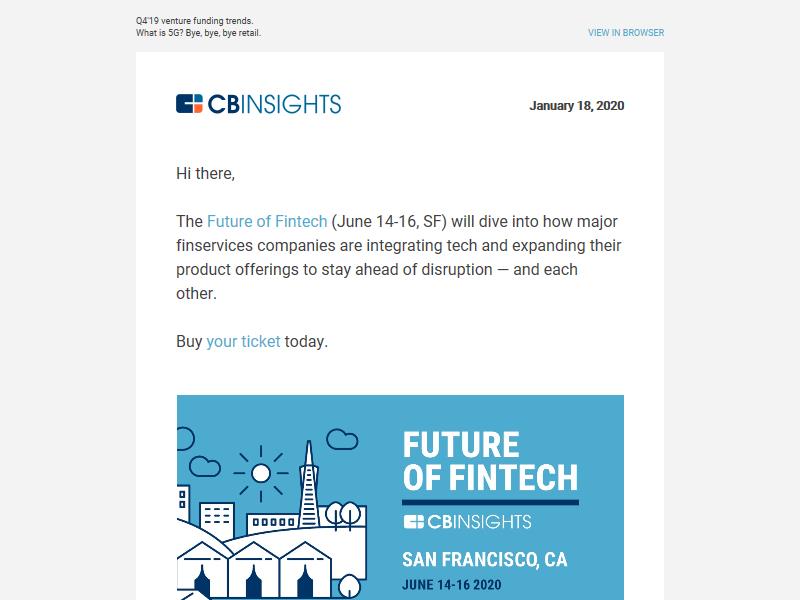 Q4'19 venture funding trends.
What is 5G? Bye, bye, bye retail.
VIEW IN BROWSER
CBINSIGHTS
January 18, 2020
Hi there,
The Future of Fintech (June 14-16, SF) will dive into how major
finservices companies are integrating tech and expanding their
product offerings to stay ahead of disruption — and each
other.
Buy your ticket today.
FUTURE
OF FINTECH
CBINSIGHTS
SAN FRANCISCO, CA
JUNE 14-16 2020